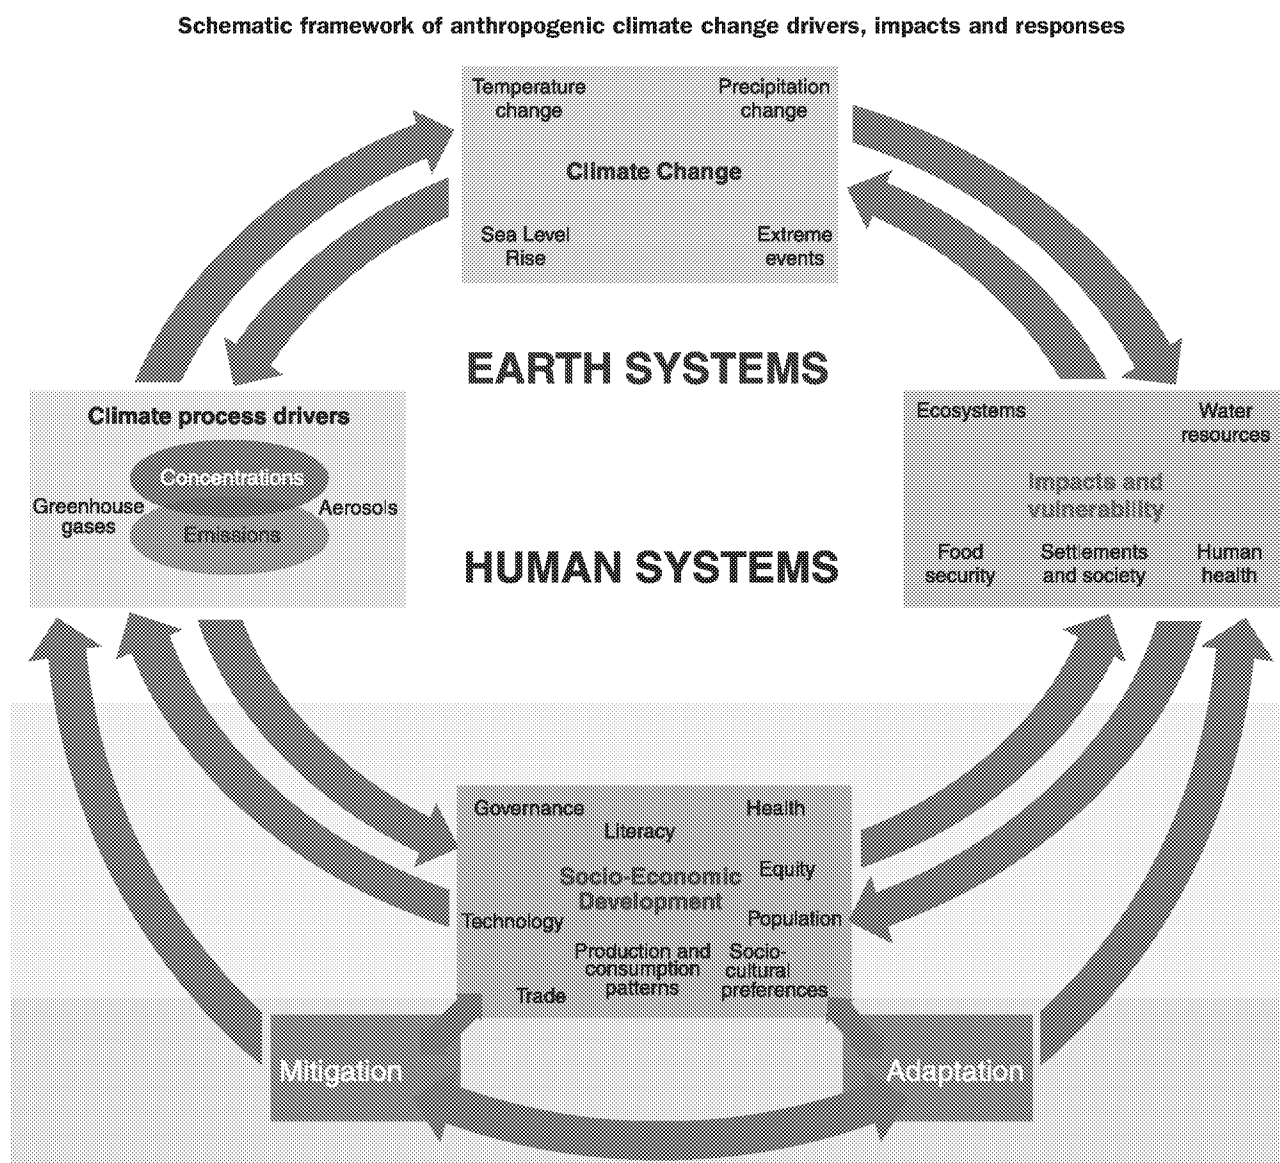 Schematic framework of anthropogenic climate change drivers, impacts and responses
Temperature
change
Precipitation
change
Climate Change
Sea Level
Rise
Extreme
events
EARTH SYSTEMS
Climate process drivers
Concentrations
Greenhouse
gases
Aerosols
Emissions
Ecosystems
Water
resources
Impacts and
vulnerability
Food
security
Settlements
and society
Human
health
HUMAN SYSTEMS
Governance
Literacy
Health
Socio-Economic
Development
Equity
Technology
Population
Production and
consumption
patterns
Socio-
cultural
preferences
Trade
Mitigation
Adaptation